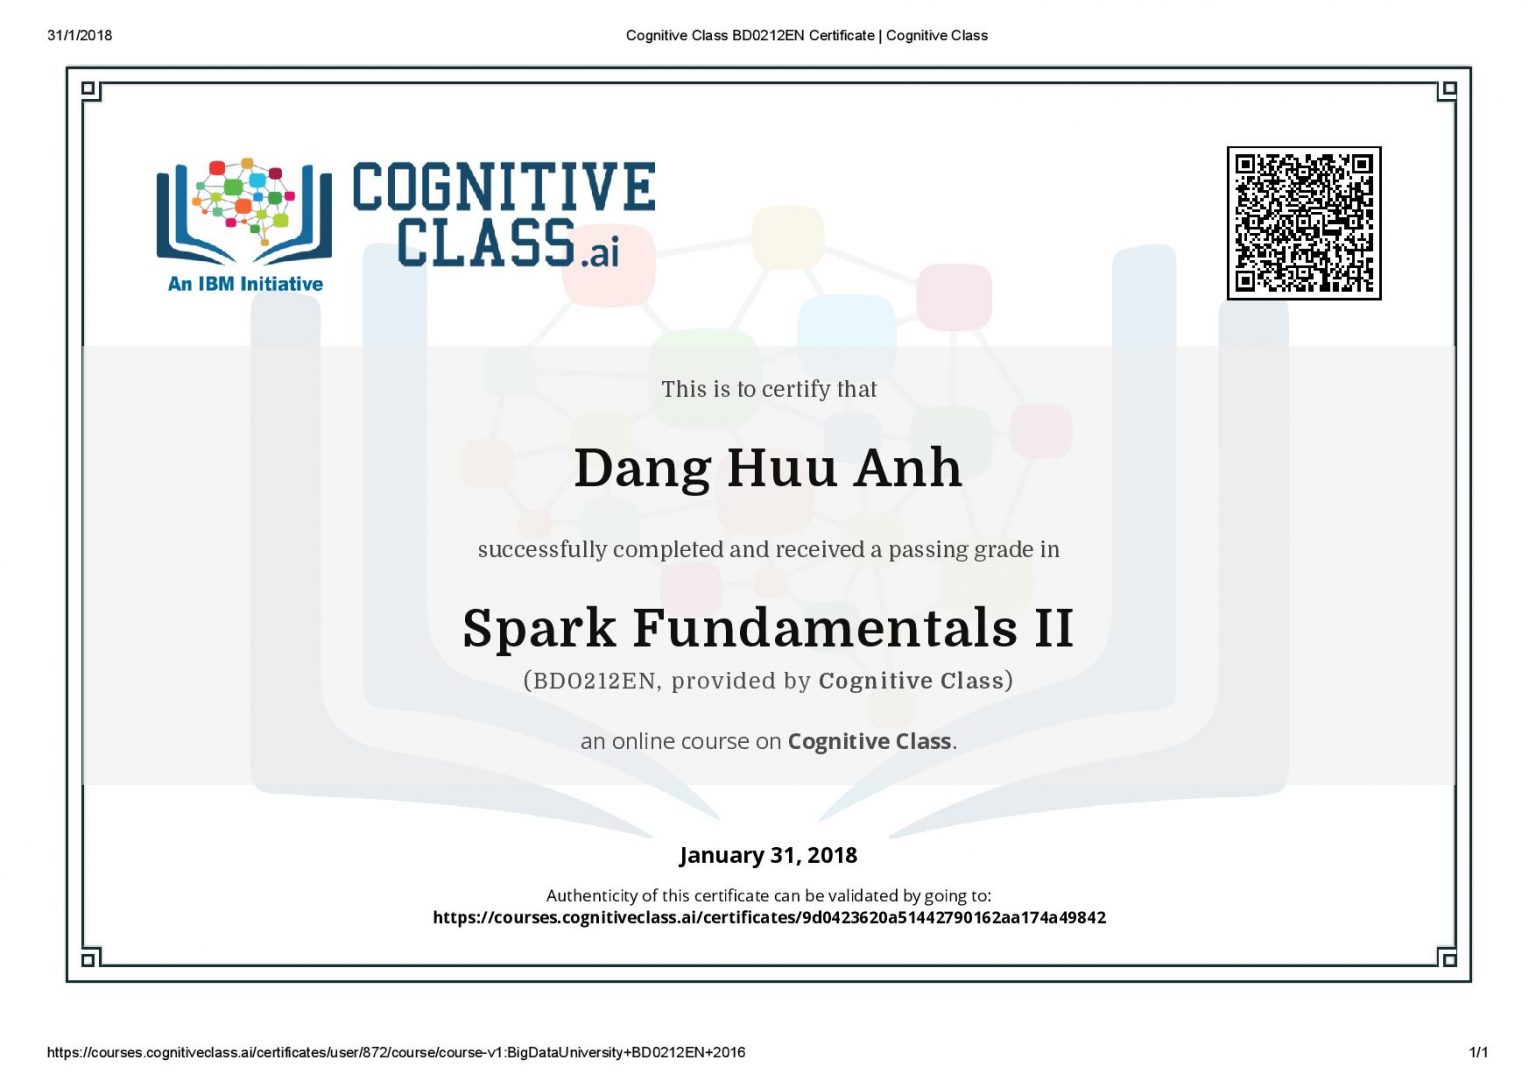 31/1/2018
Cognitive Class BD0212EN Certificate | Cognitive Class
COGNITIVE
CLASS.ai
An IBM Initiative
This is to certify that
Dang Huu Anh
successfully completed and received a passing grade in
Spark Fundamentals II
(BD0212EN, provided by Cognitive Class)
an online course on Cognitive Class.
January 31, 2018
Authenticity of this certificate can be validated by going to:
https://courses.cognitiveclass.ai/certificates/9d0423620a51442790162aa174a49842
https://courses.cognitiveclass.ai/certificates/user/872/course/course-v1:BigDataUniversity+BD0212EN+2016
1/1